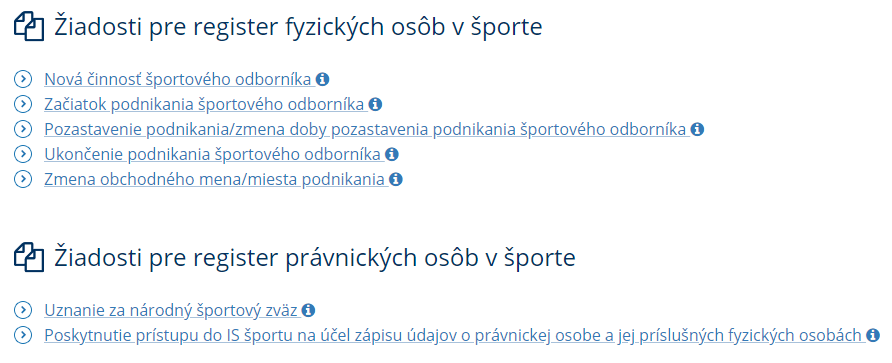 Žiadosti pre register fyzických osôb v športe
Nová činnosť športového odborníka
Začiatok podnikania športového odborníka
Pozastavenie podnikania/zmena doby pozastavenia podnikania športového odborníka
Ukončenie podnikania športového odborníka
Zmena obchodného mena/miesta podnikania
Žiadosti pre register právnických osôb v športe
Uznanie za národný športový zväz
Poskytnutie prístupu do IS športu na účel zápisu údajov o právnickej osobe a jej príslušných fyzických osobách